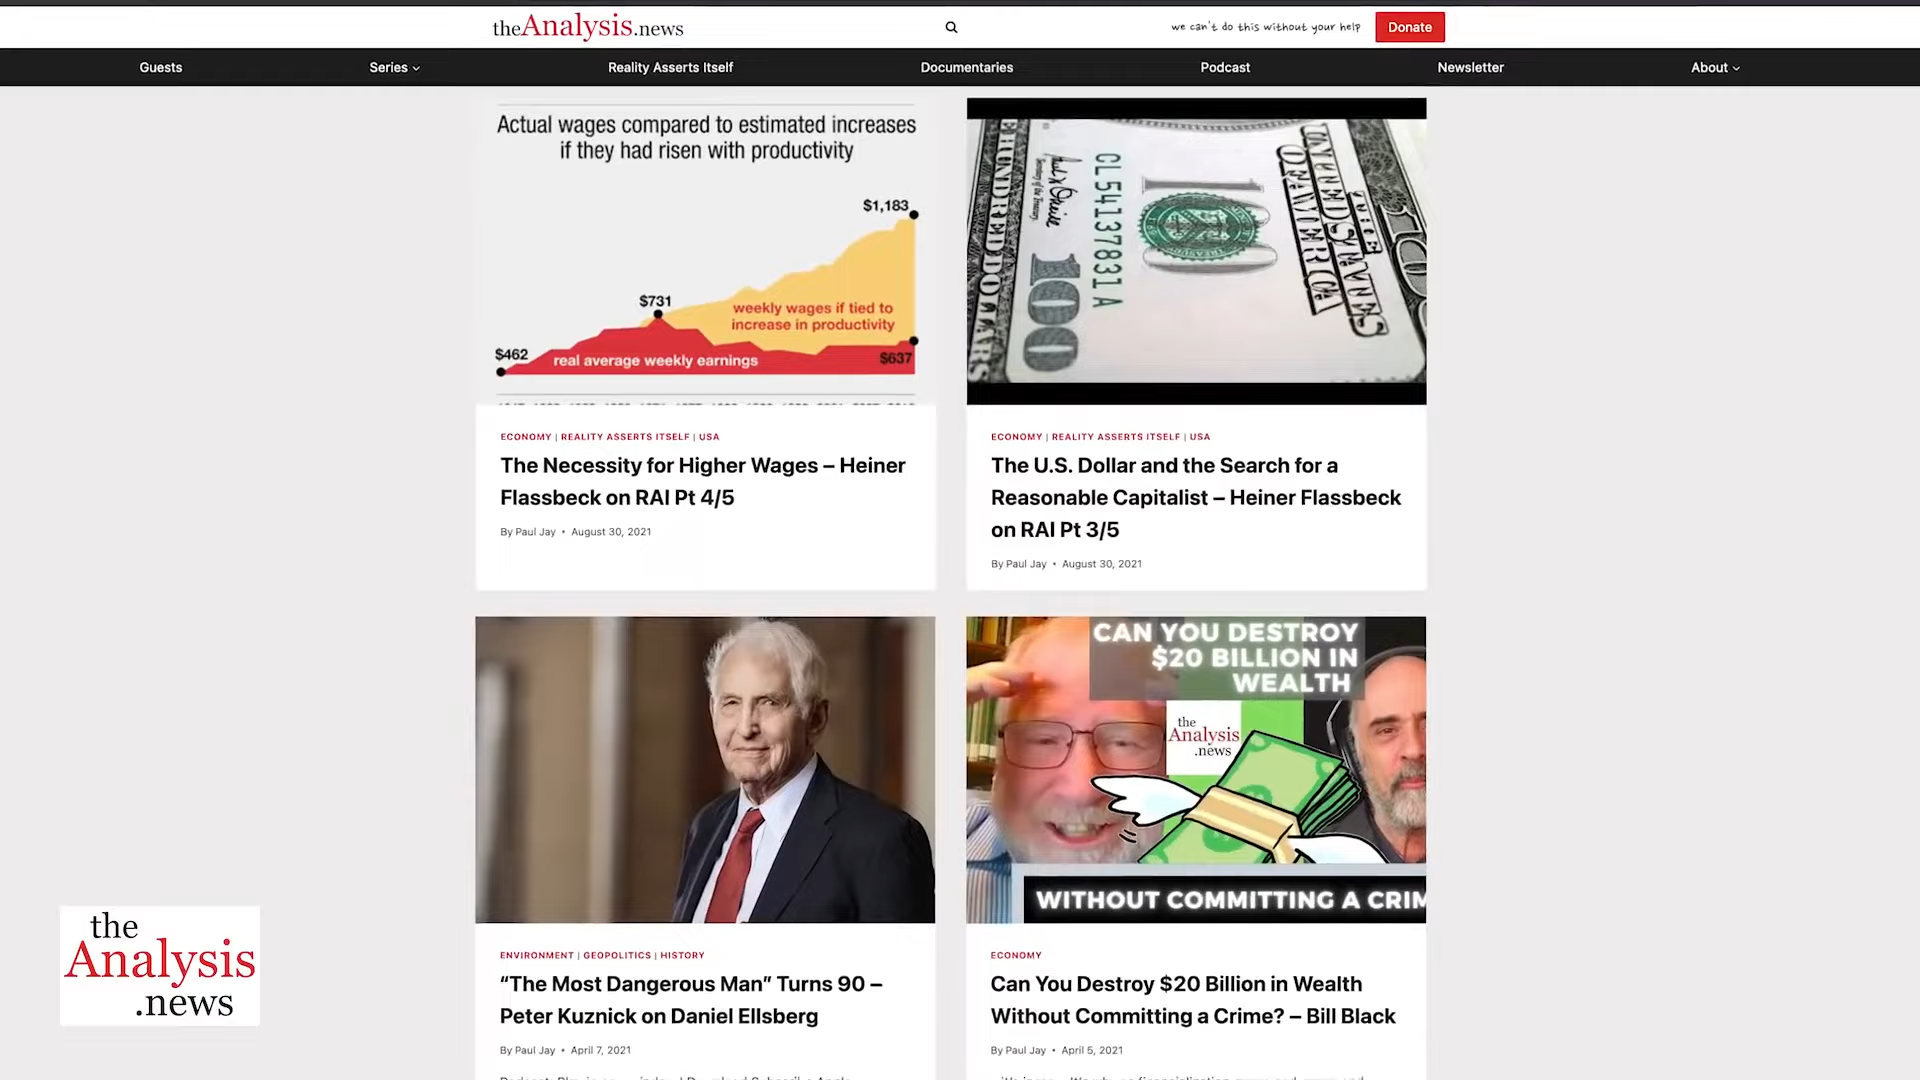 theAnalysis.news
we can't do this without your help
Donate
Guests
Series
Reality Asserts Itself
Documentaries
Podcast
Newsletter
About
Actual wages compared to estimated increases
if they had risen with productivity
$1,183
$731
weekly wages if tied to
increase in productivity
$462
real average weekly earnings
$637
CL 54137831 A
100
THE
UNITED STATES
OF AMERICA
ECONOMY | REALITY ASSERTS ITSELF | USA
The Necessity for Higher Wages – Heiner
Flassbeck on RAI Pt 4/5
By Paul Jay • August 30, 2021
ECONOMY | REALITY ASSERTS ITSELF | USA
The U.S. Dollar and the Search for a
Reasonable Capitalist – Heiner Flassbeck
on RAI Pt 3/5
By Paul Jay • August 30, 2021
CAN YOU DESTROY
$20 BILLION IN
WEALTH
the
Analysis
.news
WITHOUT COMMITTING A CRIM
ENVIRONMENT | GEOPOLITICS | HISTORY
“The Most Dangerous Man” Turns 90 –
Peter Kuznick on Daniel Ellsberg
By Paul Jay • April 7, 2021
ECONOMY
Can You Destroy $20 Billion in Wealth
Without Committing a Crime? – Bill Black
By Paul Jay • April 5, 2021
the
Analysis
.news